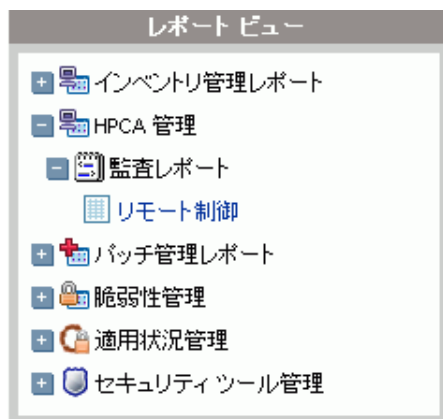 レポート ビュー
インベントリ管理レポート
HPCA 管理
監査レポート
リモート制御
パッチ管理レポート
脆弱性管理
適用状況管理
セキュリティ ツール管理